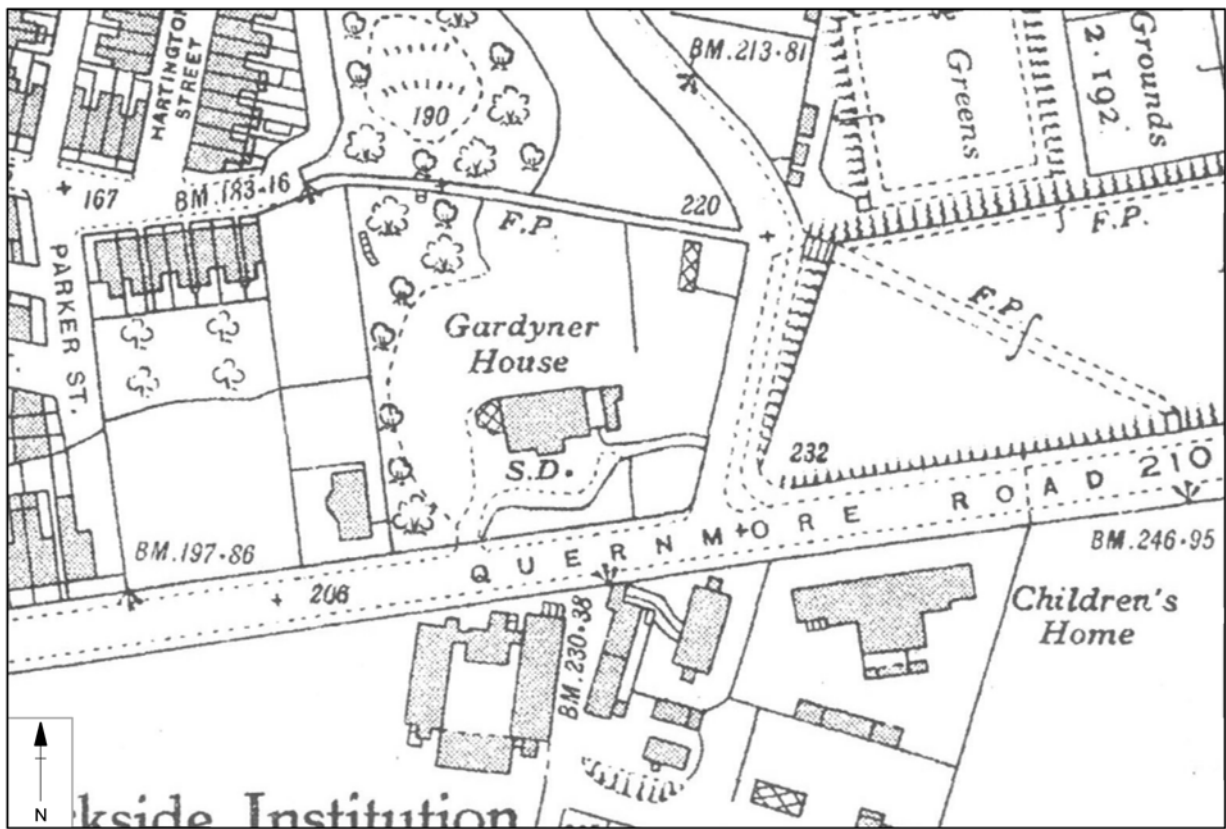 HARTINGTON
STREET
190
BM.213·81
Greens
Grounds
2·192
167
BM.183·16
F.P.
220
F.P.
PARKER ST.
Gardyner
House
F.P.
S.D.
232
BM.197·86
206
QUERNMORE ROAD
210
BM.246·95
BM.230·38
Children's
Home
N
kside Institution